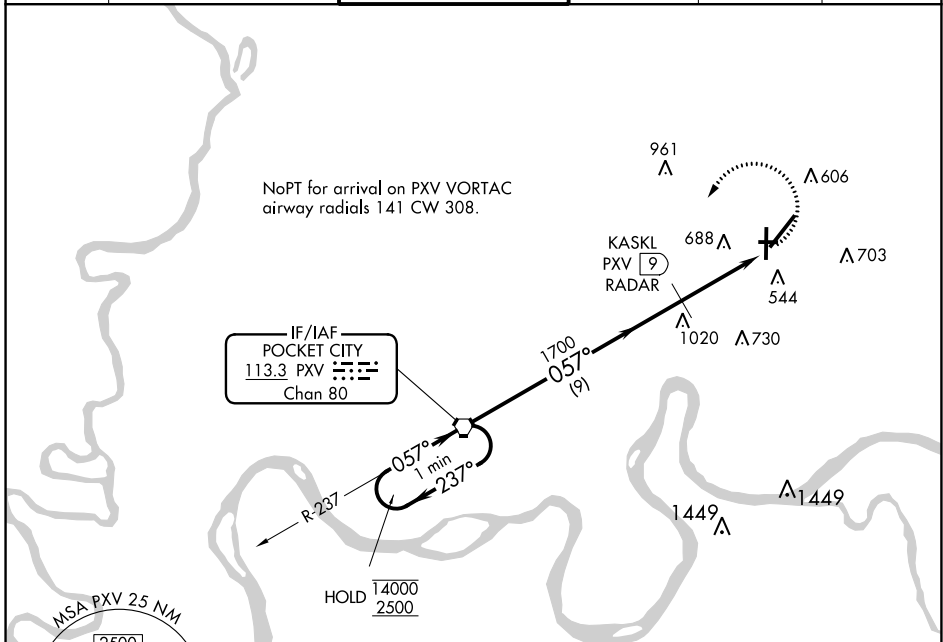 961
606
NoPT for arrival on PXV VORTAC
airway radials 141 CW 308.
KASKL
PXV 9
RADAR
688
703
544
1020
730
IF/IAF
POCKET CITY
113.3 PXV
Chan 80
1700
057°
(9)
057°
1 min
237°
R-237
1449
1449
HOLD 14000
2500
MSA PXV 25 NM
2500